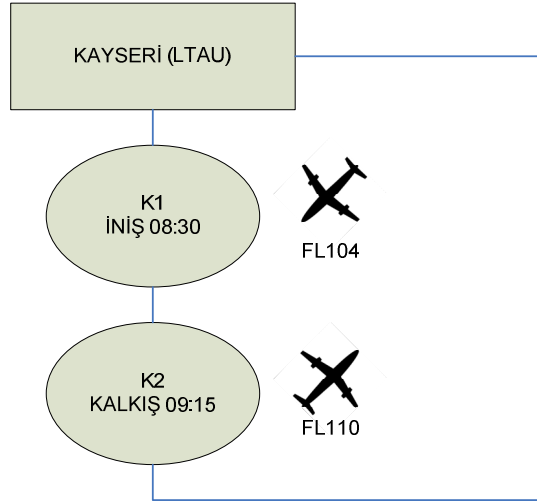 KAYSERİ (LTAU)
K1
İNİŞ 08:30
FL104
K2
KALKIŞ 09:15
FL110